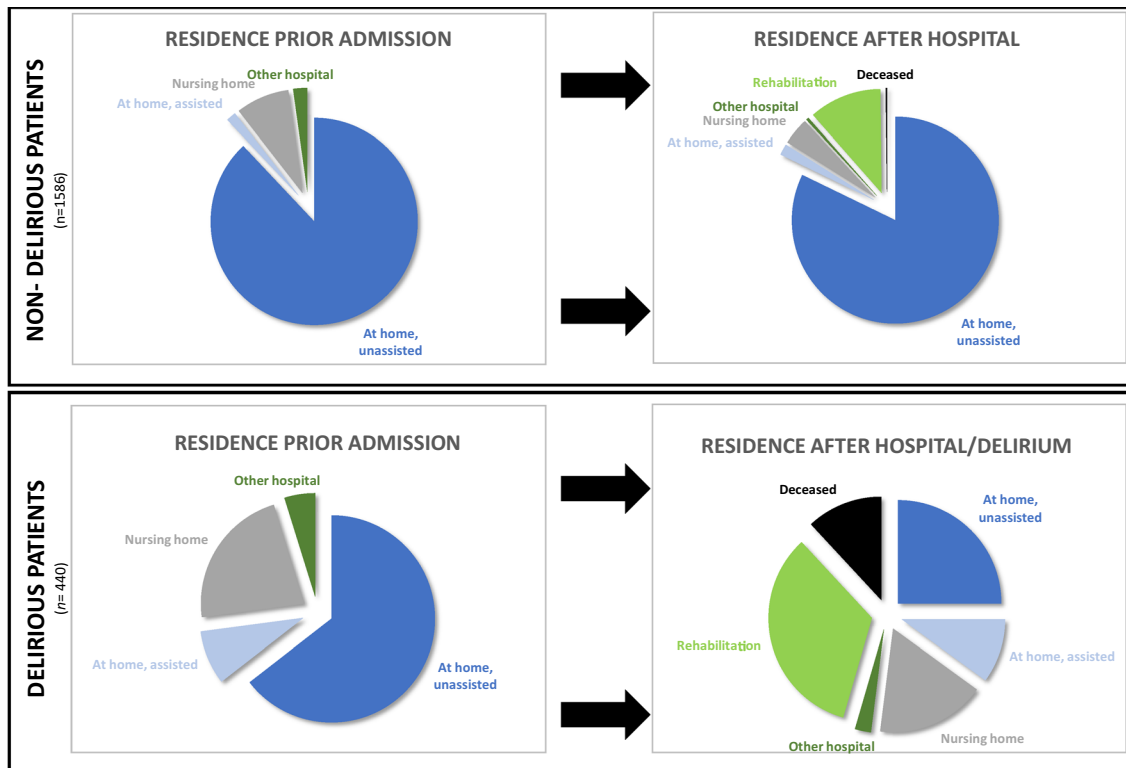 NON- DELIRIOUS PATIENTS
(n=1586)
RESIDENCE PRIOR ADMISSION
Other hospital
Nursing home
At home, assisted
At home,
unassisted
RESIDENCE AFTER HOSPITAL
Deceased
Rehabilitation
Other hospital
Nursing home
At home, assisted
At home,
unassisted
DELIRIOUS PATIENTS
(n= 440)
RESIDENCE PRIOR ADMISSION
Other hospital
Nursing home
At home, assisted
At home,
unassisted
RESIDENCE AFTER HOSPITAL/DELIRIUM
Deceased
At home,
unassisted
Rehabilitation
At home, assisted
Nursing home
Other hospital